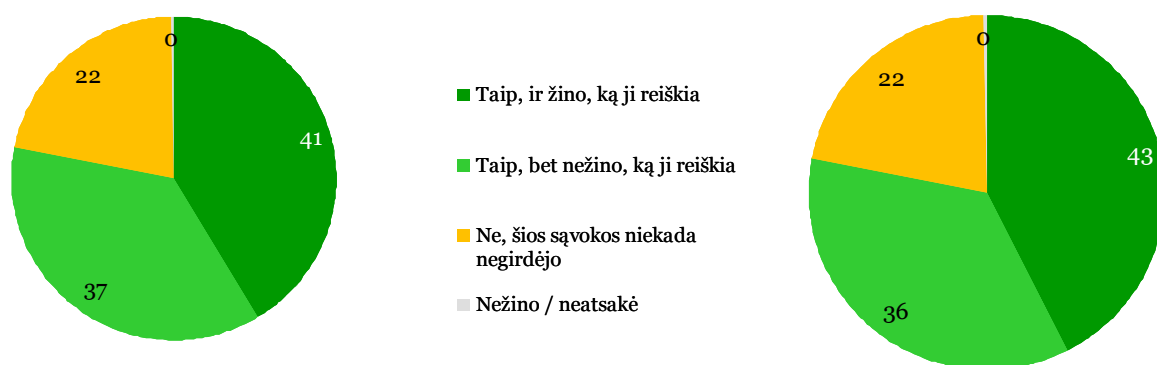 0
22
41
37
Taip, ir žino, ką ji reiškia
Taip, bet nežino, ką ji reiškia
Ne, šios sąvokos niekada
negirdėjo
Nežino / neatsakė
0
22
43
36